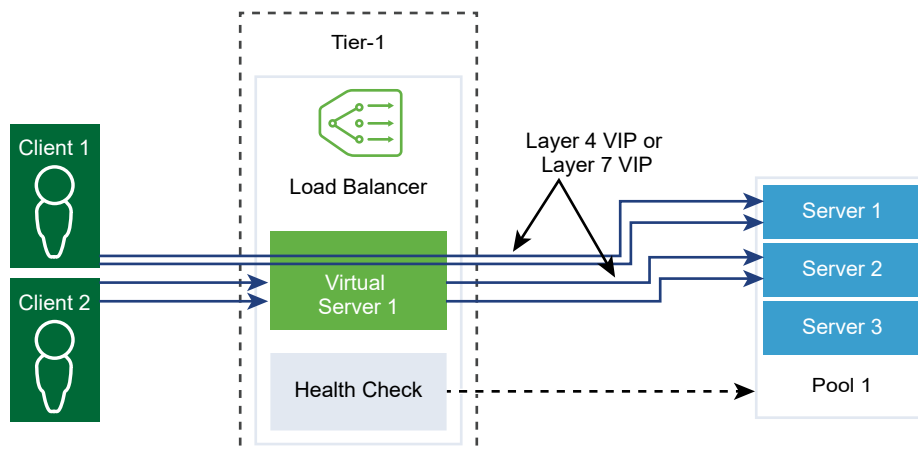 Tier-1
Client 1
Load Balancer
Layer 4 VIP or
Layer 7 VIP
Server 1
Client 2
Virtual
Server 1
Server 2
Server 3
Health Check
Pool 1